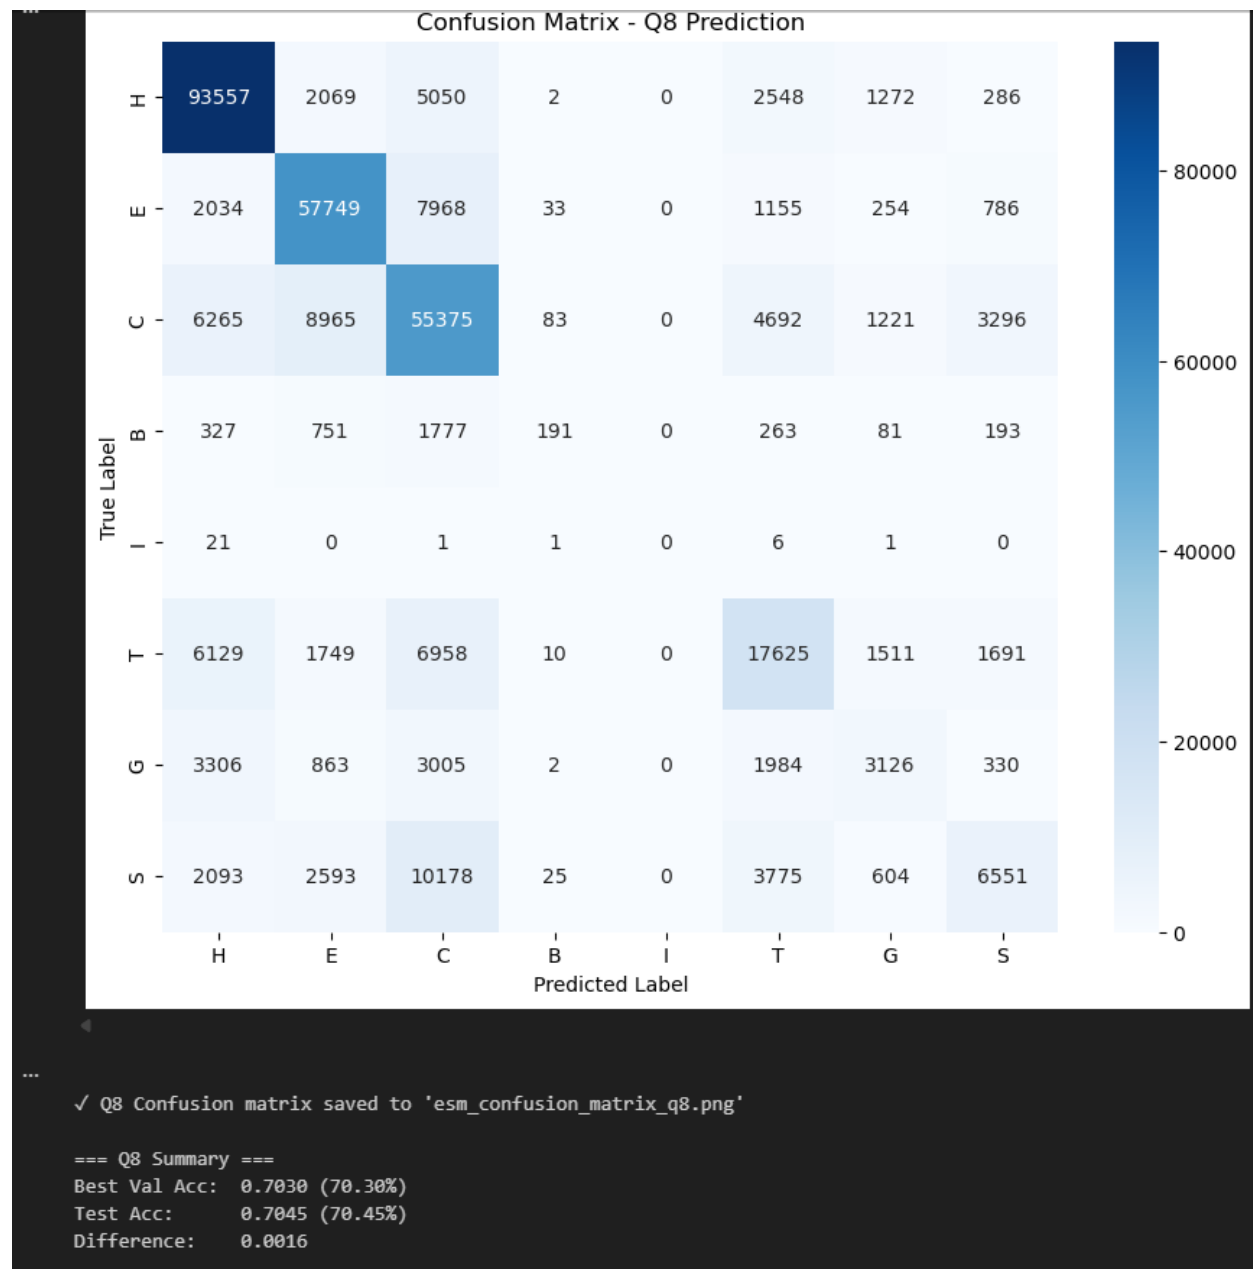 ...
Confusion Matrix - Q8 Prediction
H 93557 2069 5050 2 0 2548 1272 286
E 2034 57749 7968 33 0 1155 254 786
C 6265 8965 55375 83 0 4692 1221 3296
B 327 751 1777 191 0 263 81 193
I 21 0 1 1 0 6 1 0
T 6129 1749 6958 10 0 17625 1511 1691
G 3306 863 3005 2 0 1984 3126 330
S 2093 2593 10178 25 0 3775 604 6551
True Label
H E C B I T G S
Predicted Label
80000
60000
40000
20000
0
...
✓ Q8 Confusion matrix saved to 'esm_confusion_matrix_q8.png'
=== Q8 Summary ===
Best Val Acc: 0.7030 (70.30%)
Test Acc: 0.7045 (70.45%)
Difference: 0.0016